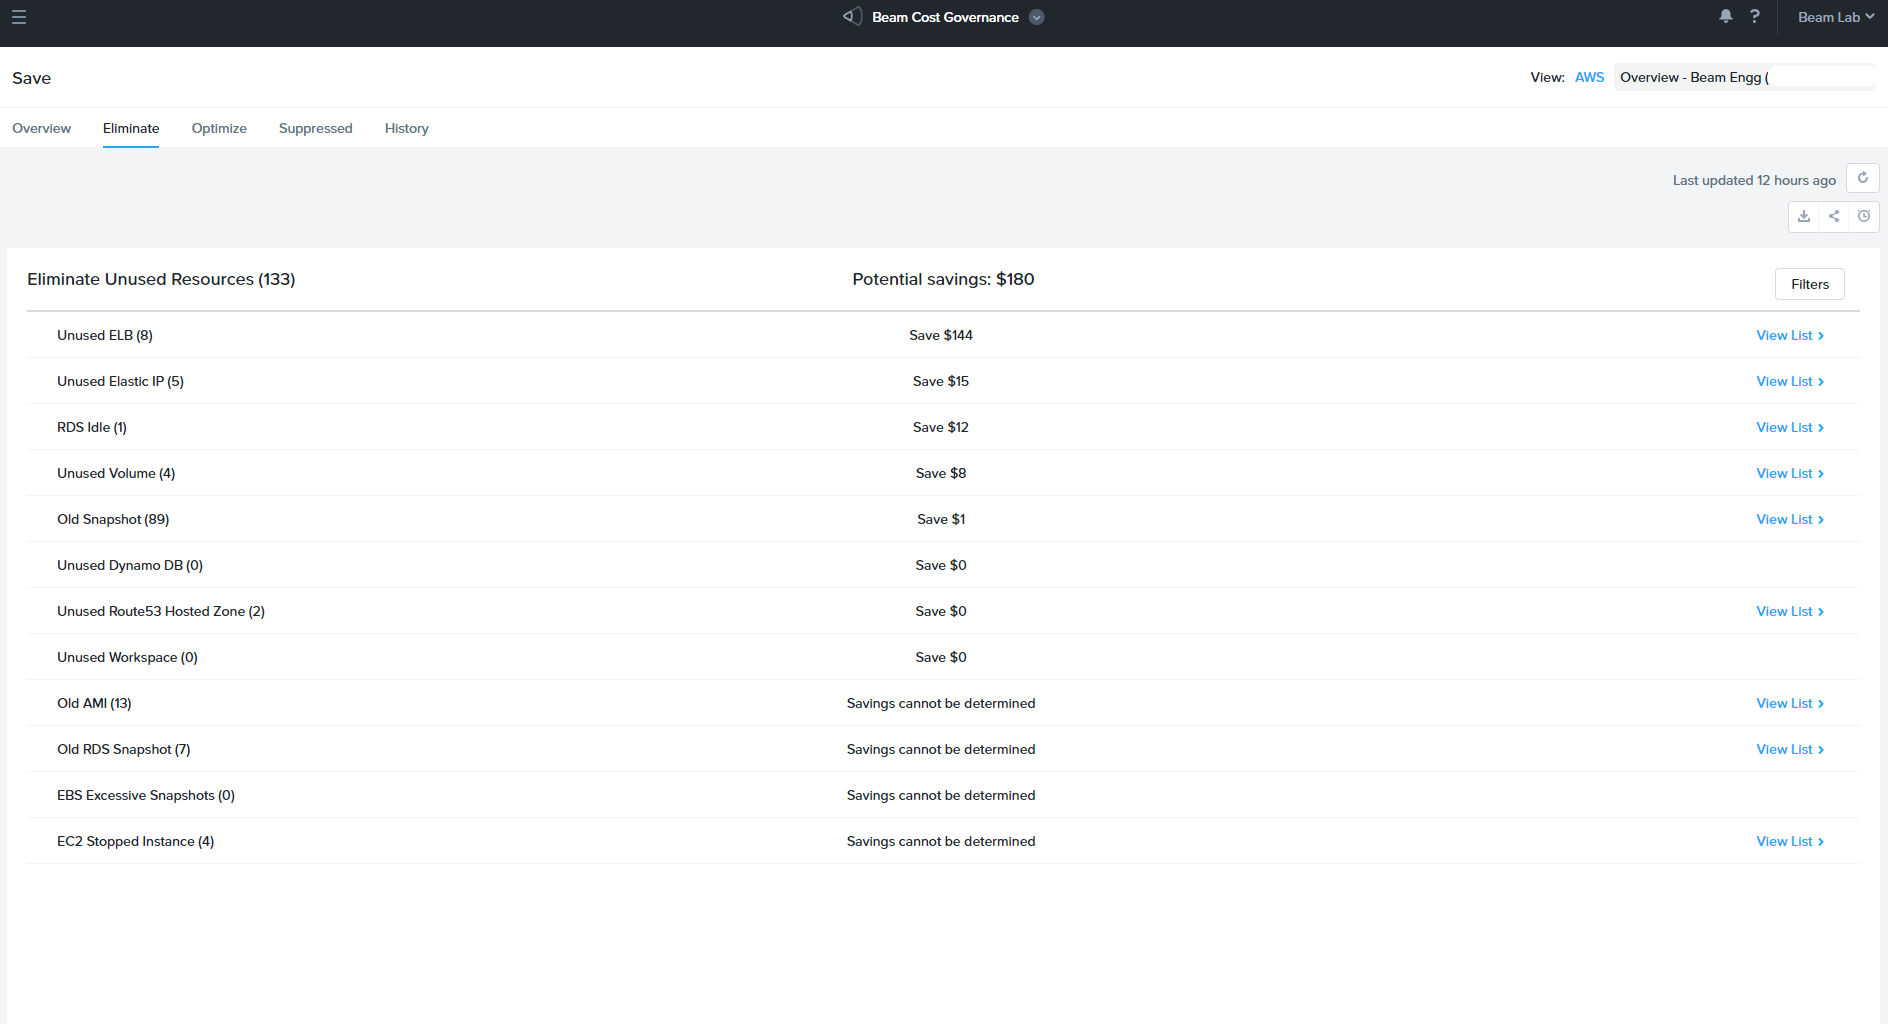 Beam Cost Governance
? Beam Lab
Save
View: AWS Overview - Beam Engg (
Overview Eliminate Optimize Suppressed History
Last updated 12 hours ago
Eliminate Unused Resources (133) Potential savings: $180 Filters
Unused ELB (8) Save $144 View List >
Unused Elastic IP (5) Save $15 View List >
RDS Idle (1) Save $12 View List >
Unused Volume (4) Save $8 View List >
Old Snapshot (89) Save $1 View List >
Unused Dynamo DB (0) Save $0
Unused Route53 Hosted Zone (2) Save $0 View List >
Unused Workspace (0) Save $0
Old AMI (13) Savings cannot be determined View List >
Old RDS Snapshot (7) Savings cannot be determined View List >
EBS Excessive Snapshots (0) Savings cannot be determined
EC2 Stopped Instance (4) Savings cannot be determined View List >